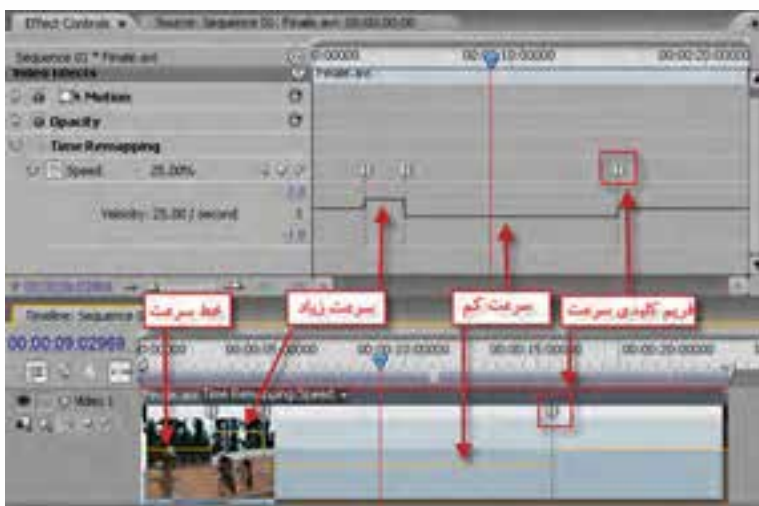 Effect Controls
Source: Sequence 01: Finale.avi: 00:00:00:00
Sequence 01 * Finale.avi
0:00000
00:00:10:00000
00:00:20:00000
Video Effects
Finale.avi
Motion
Opacity
Time Remapping
Speed
25.00%
Velocity: 25.00 / second
خط سرعت
سرعت زیاد
سرعت کم
فریم کلیدی سرعت
Timeline: Sequence
00:00:09:02969
00:00:05:00000
00:00:10:00000
00:00:15:00000
00:00:20:00000
Video 1
Time Remapping:Speed